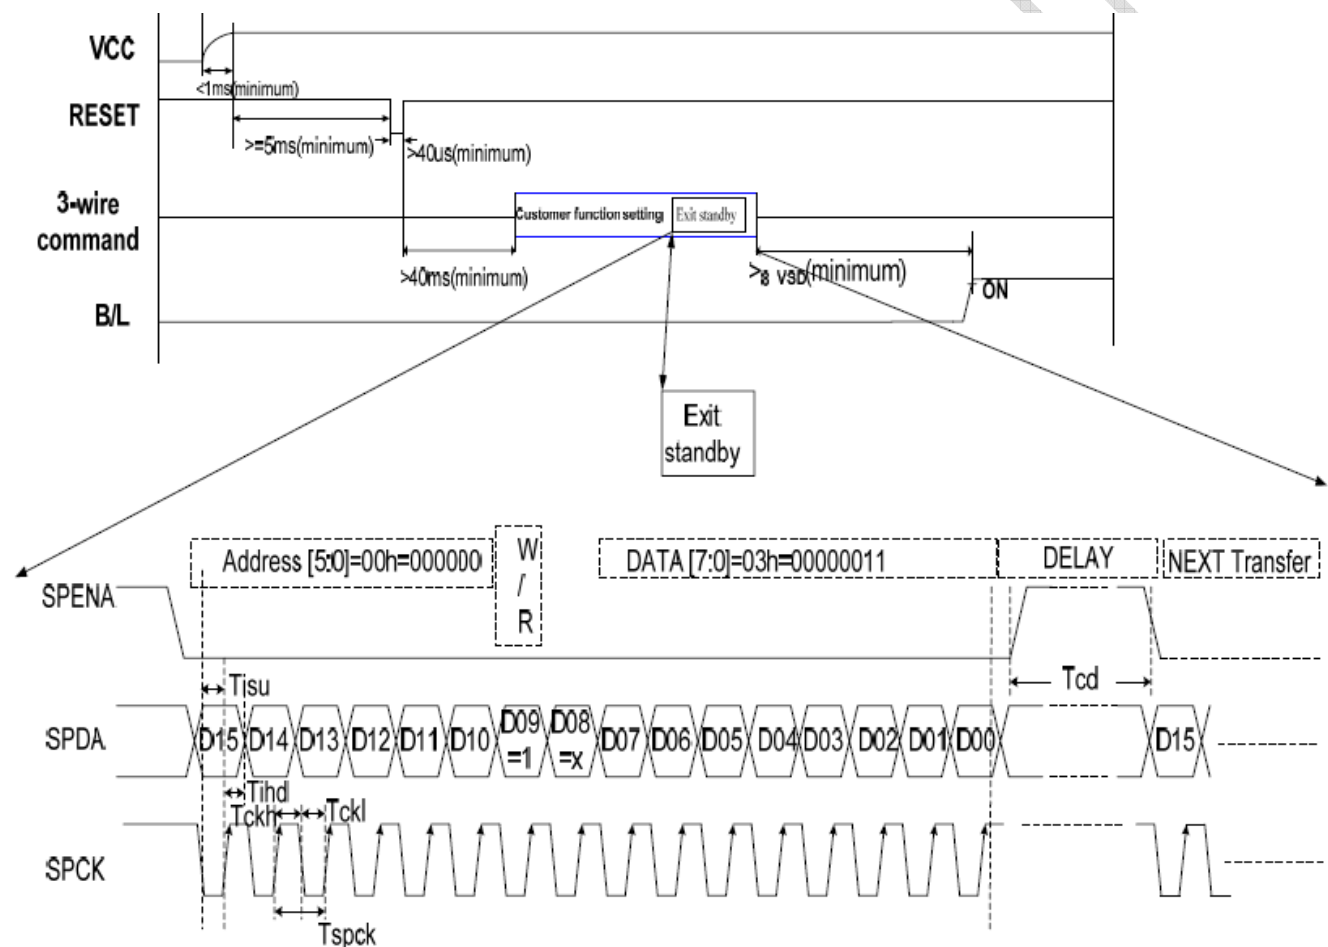 VCC
<1ms(minimum)
RESET
>=5ms(minimum)
>40us(minimum)
3-wire
command
Customer function setting
Exit standby
>40ms(minimum)
>8 VSD(minimum)
ON
B/L
Exit
standby
Address [5:0]=00h=000000
W
/
R
DATA [7:0]=03h=00000011
DELAY
NEXT Transfer
SPENA
Tisu
Tcd
SPDA
D15 D14 D13 D12 D11 D10 D09 =1 D08 =x D07 D06 D05 D04 D03 D02 D01 D00 D15
Tihd
Tckh Tckl
SPCK
Tspck